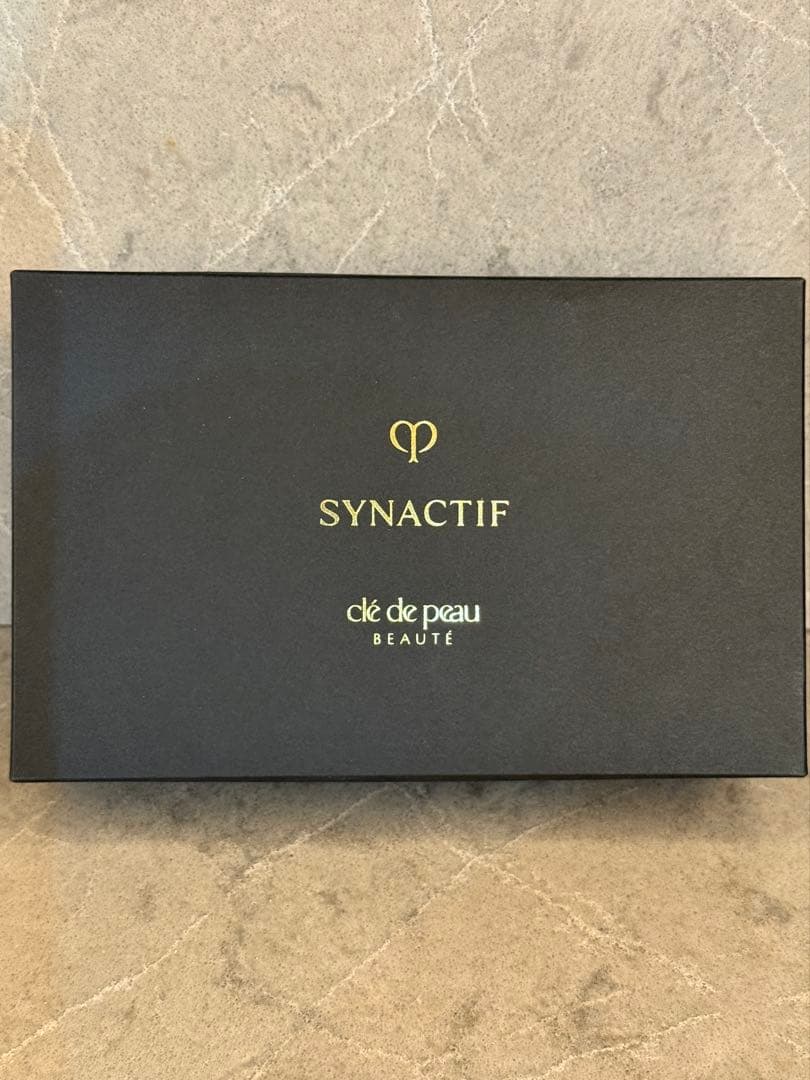 SYNACTIF
clé de peau
BEAUTÉ